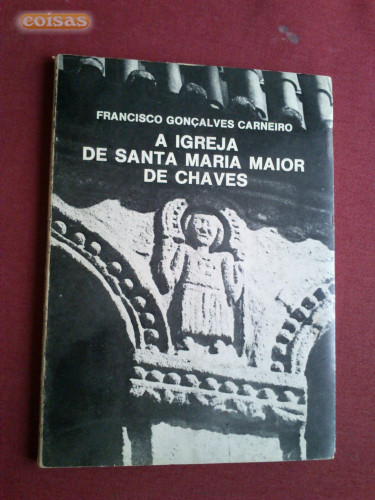 coisas
FRANCISCO GONÇALVES CARNEIRO
A IGREJA
DE SANTA MARIA MAIOR
DE CHAVES